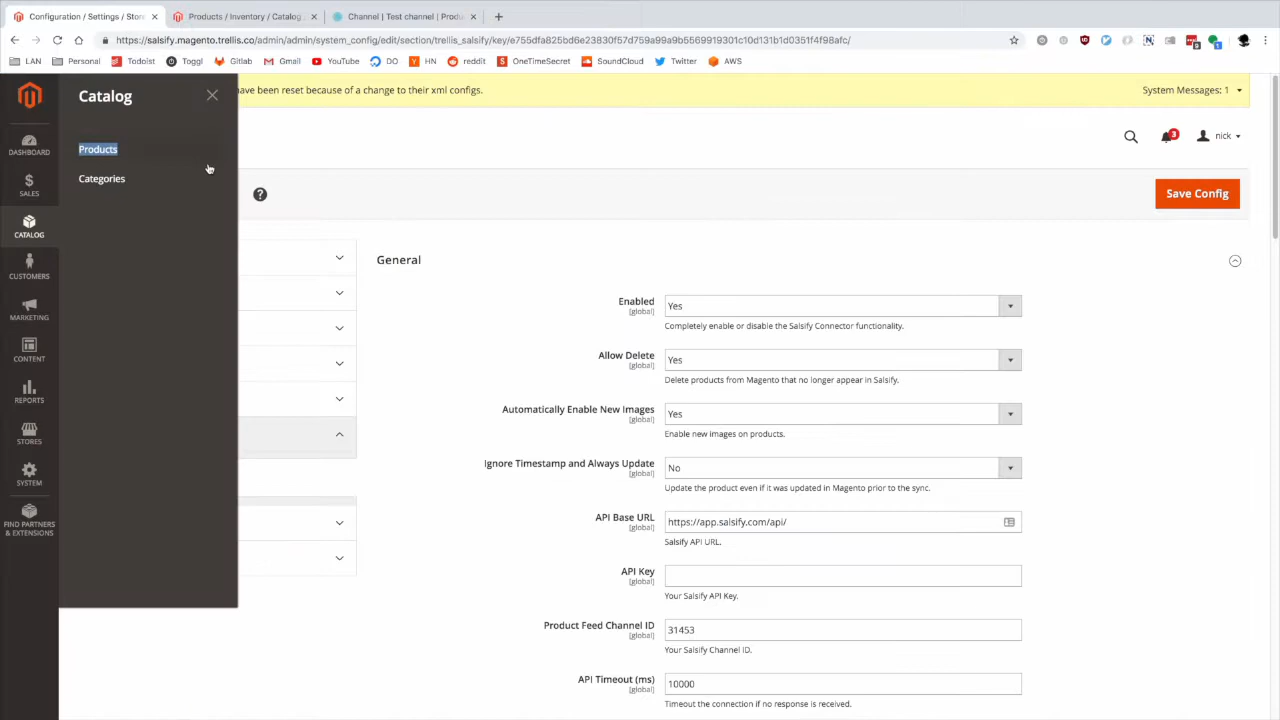 Configuration / Settings / Stor
Products / Inventory / Catalog
Channel | Test channel | Produ
https://salsify.magento.trellis.co/admin/admin/system_config/edit/section/trellis_salsify/key/e755dfa825bd6e23830f57d759a99a9b5569919301c10d131b1d0351f4f98afc/
LAN
Personal
Todoist
Toggl
Gitlab
Gmail
YouTube
DO
HN
reddit
OneTimeSecret
SoundCloud
Twitter
AWS
Catalog
have been reset because of a change to their xml configs.
System Messages: 1
Products
Categories
DASHBOARD
SALES
CATALOG
CUSTOMERS
MARKETING
CONTENT
REPORTS
STORES
SYSTEM
FIND PARTNERS
& EXTENSIONS
3
nick
Save Config
General
Enabled
[global]
Yes
Completely enable or disable the Salsify Connector functionality.
Allow Delete
[global]
Yes
Delete products from Magento that no longer appear in Salsify.
Automatically Enable New Images
[global]
Yes
Enable new images on products.
Ignore Timestamp and Always Update
[global]
No
Update the product even if it was updated in Magento prior to the sync.
API Base URL
[global]
https://app.salsify.com/api/
Salsify API URL.
API Key
[global]
Your Salsify API Key.
Product Feed Channel ID
[global]
31453
Your Salsify Channel ID.
API Timeout (ms)
[global]
10000
Timeout the connection if no response is received.